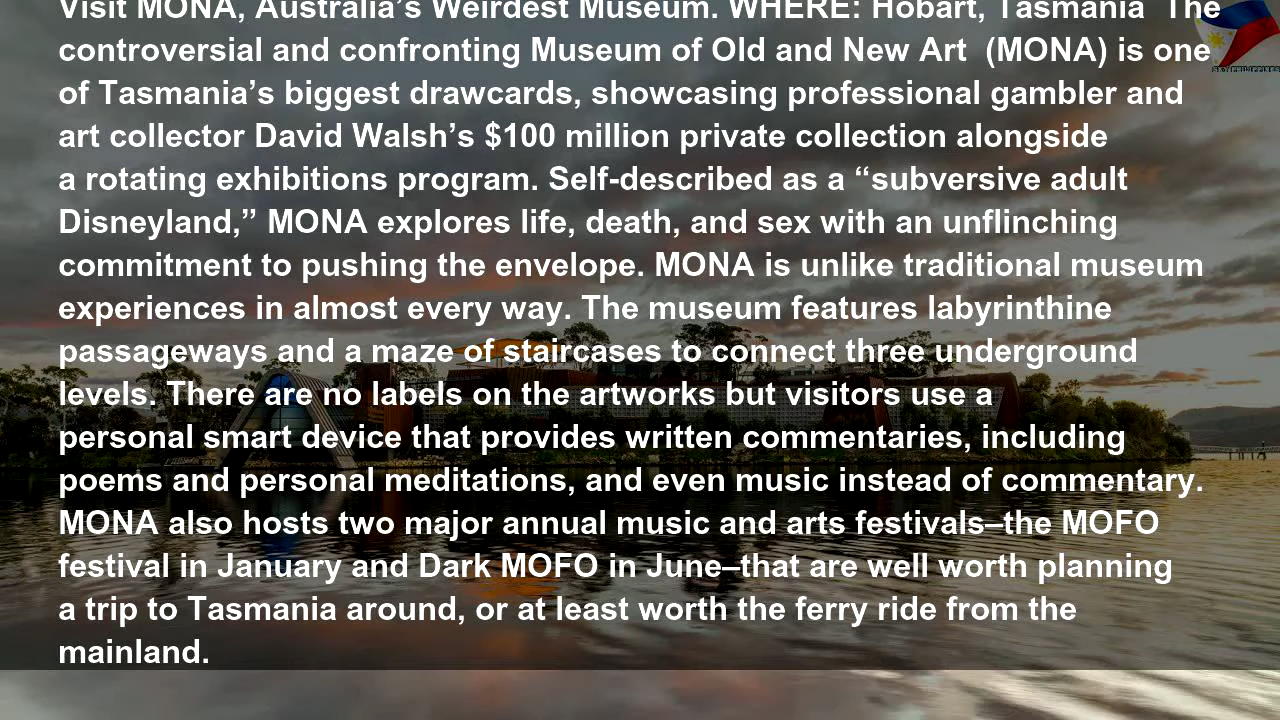 Visit MONA, Australia’s Weirdest Museum. WHERE: Hobart, Tasmania  The
controversial and confronting Museum of Old and New Art  (MONA) is one
of Tasmania’s biggest drawcards, showcasing professional gambler and
art collector David Walsh’s $100 million private collection alongside
a rotating exhibitions program. Self-described as a “subversive adult
Disneyland,” MONA explores life, death, and sex with an unflinching
commitment to pushing the envelope. MONA is unlike traditional museum
experiences in almost every way. The museum features labyrinthine
passageways and a maze of staircases to connect three underground
levels. There are no labels on the artworks but visitors use a
personal smart device that provides written commentaries, including
poems and personal meditations, and even music instead of commentary.
MONA also hosts two major annual music and arts festivals–the MOFO
festival in January and Dark MOFO in June–that are well worth planning
a trip to Tasmania around, or at least worth the ferry ride from the
mainland.